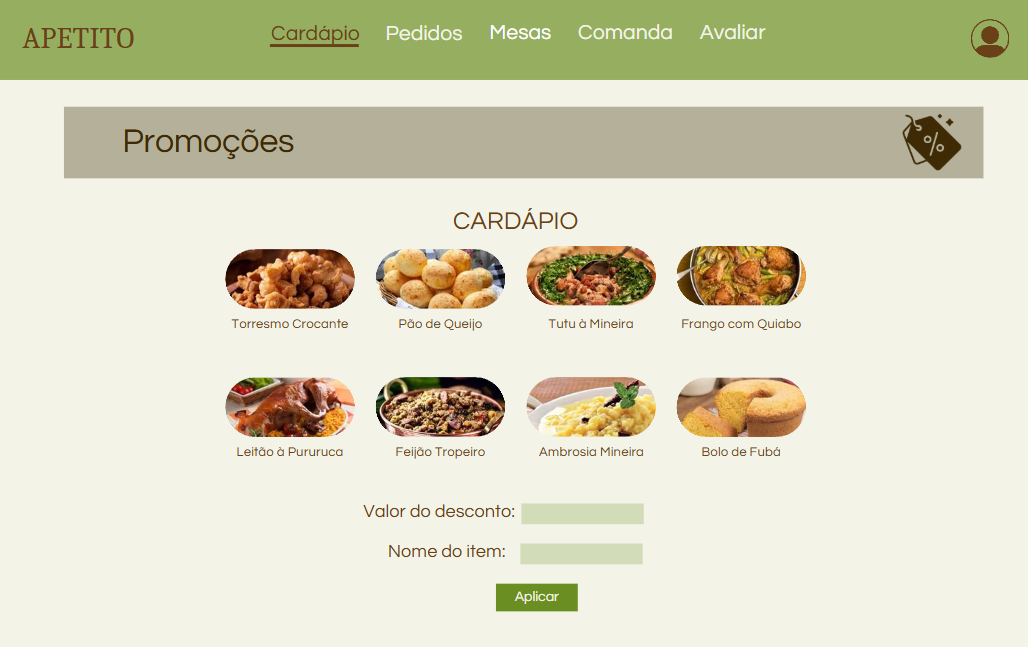 APETITO
Cardápio Pedidos Mesas Comanda Avaliar
Promoções
%
CARDÁPIO
Torresmo Crocante Pão de Queijo Tutu à Mineira Frango com Quiabo
Leitão à Pururuca Feijão Tropeiro Ambrosia Mineira Bolo de Fubá
Valor do desconto:
Nome do item:
Aplicar